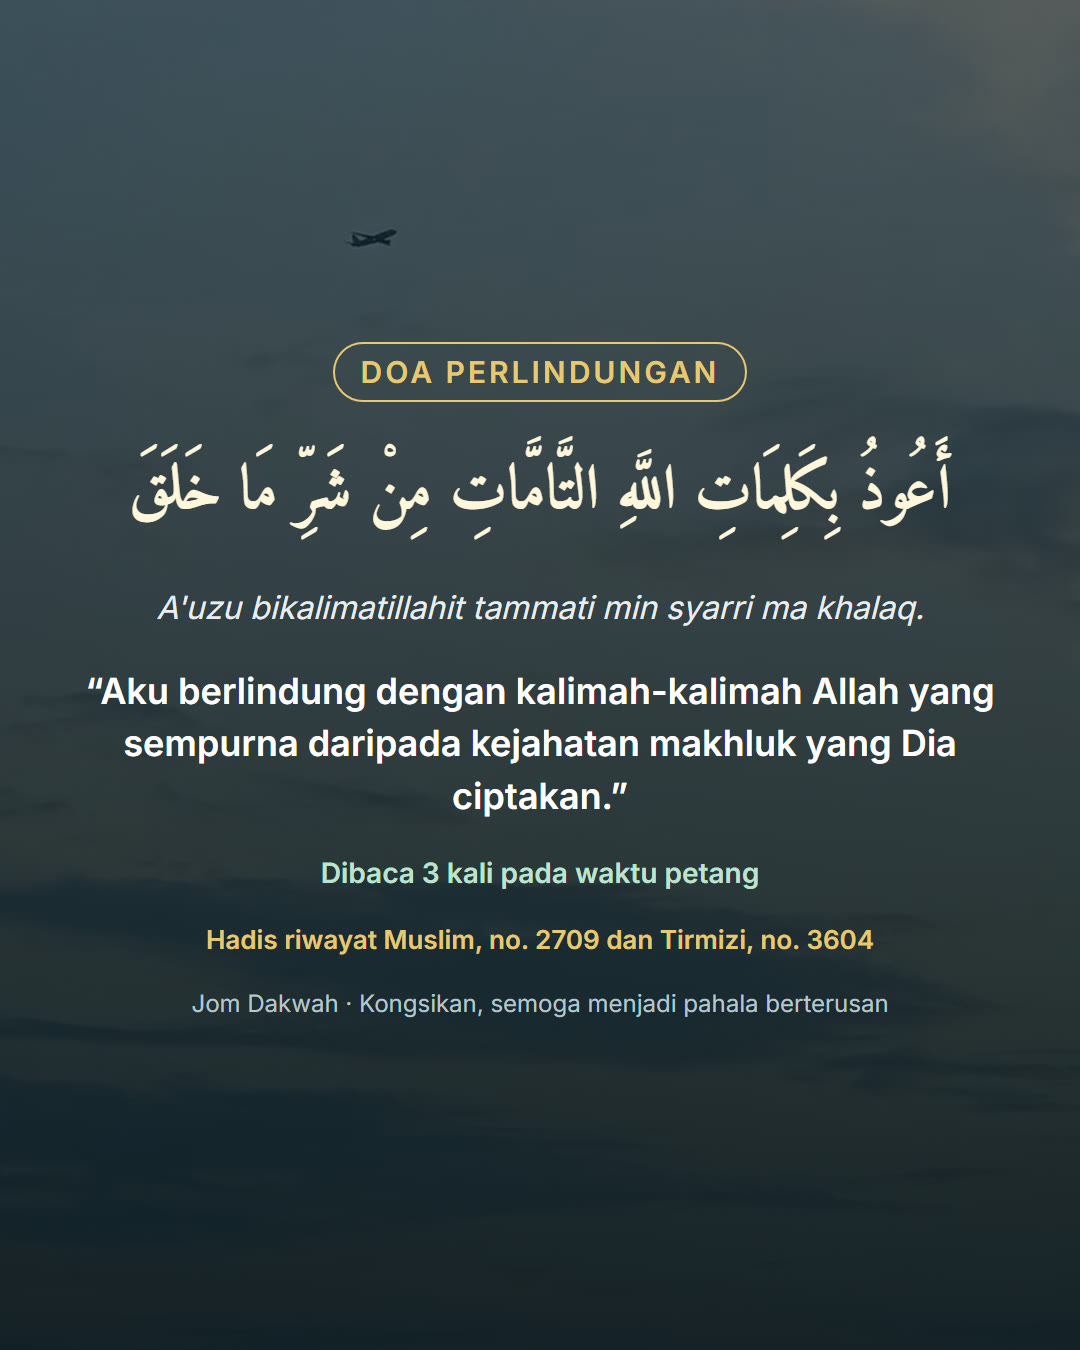 DOA PERLINDUNGAN
أَعُوذُ بِكَلِمَاتِ اللَّهِ التَّامَّاتِ مِنْ شَرِّ مَا خَلَقَ
A'uzu bikalimatillahit tammati min syarri ma khalaq.
“Aku berlindung dengan kalimah-kalimah Allah yang
sempurna daripada kejahatan makhluk yang Dia
ciptakan.”
Dibaca 3 kali pada waktu petang
Hadis riwayat Muslim, no. 2709 dan Tirmizi, no. 3604
Jom Dakwah · Kongsikan, semoga menjadi pahala berterusan